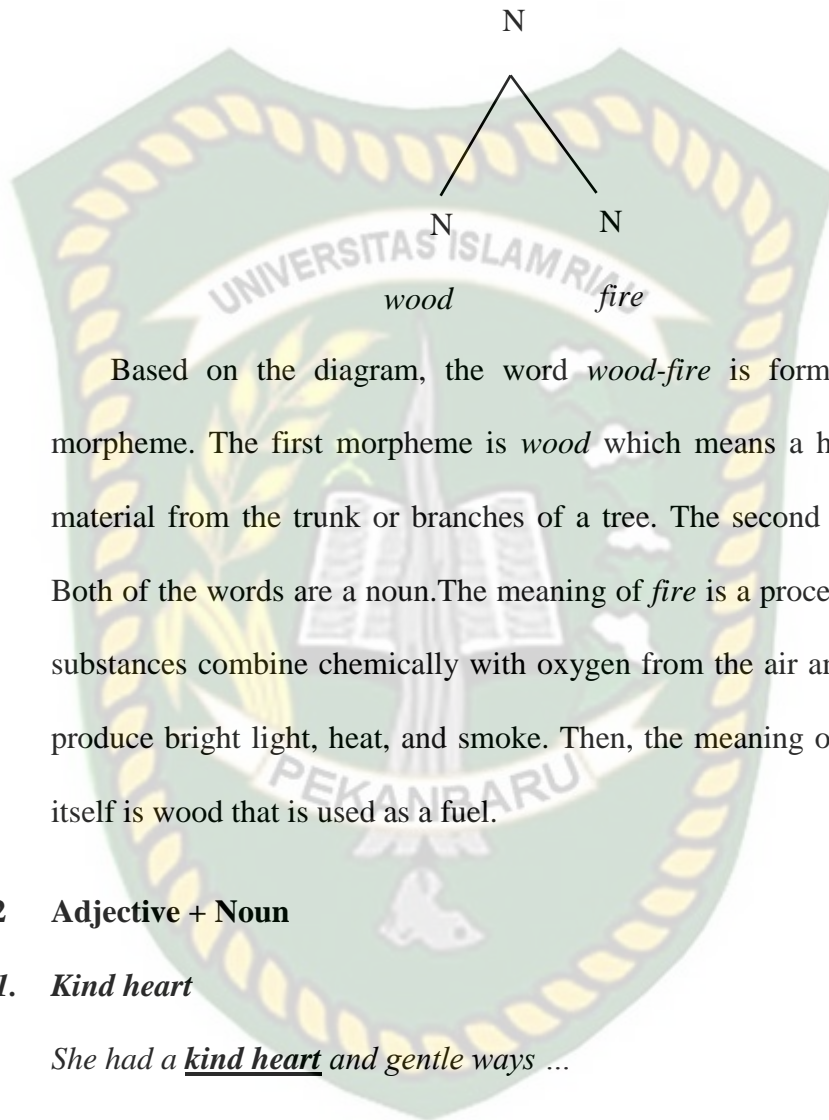 N
N N
UNIVERSITAS ISLAM RIAU
wood fire
Based on the diagram, the word wood-fire is form
morpheme. The first morpheme is wood which means a h
material from the trunk or branches of a tree. The second
Both of the words are a noun.The meaning of fire is a proce
substances combine chemically with oxygen from the air a
produce bright light, heat, and smoke. Then, the meaning o
PEKANBARU
itself is wood that is used as a fuel.
2 Adjective + Noun
1. Kind heart
She had a kind heart and gentle ways ...